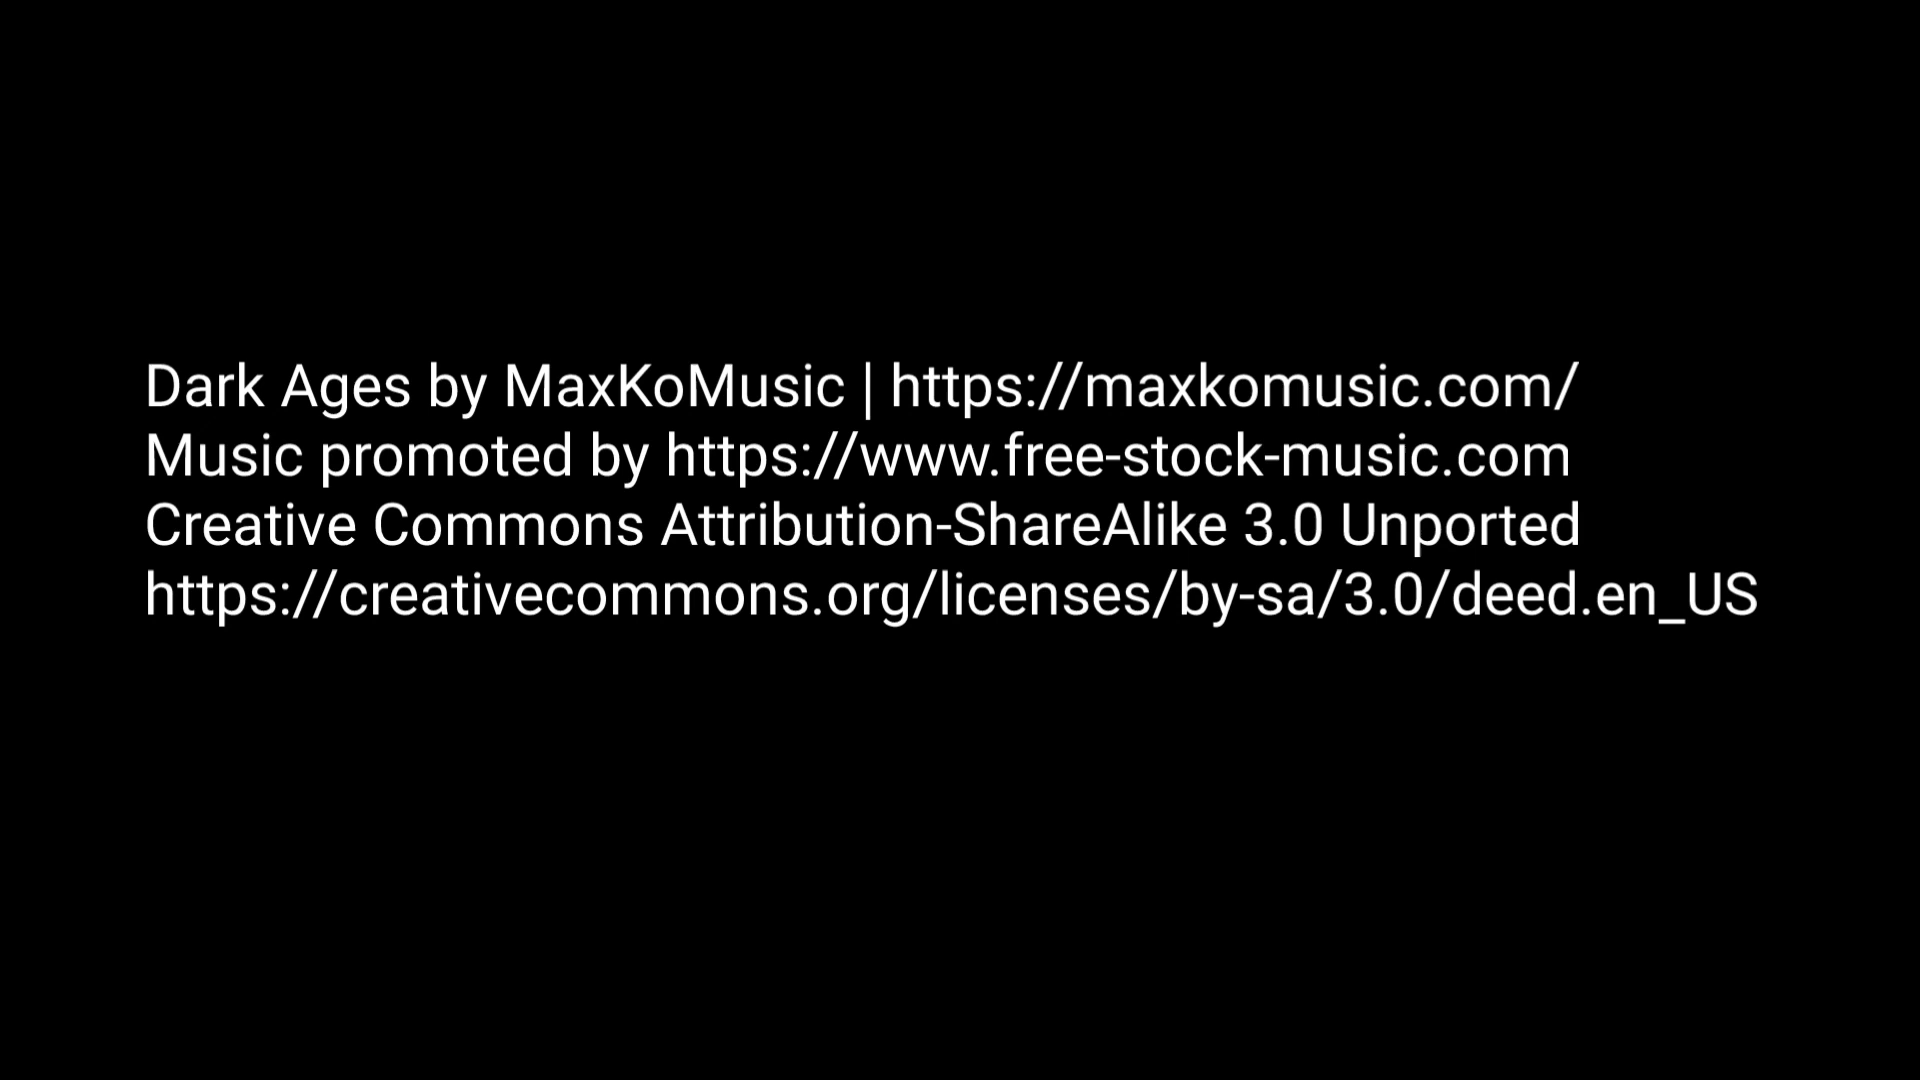 Dark Ages by MaxKoMusic | https://maxkomusic.com/
Music promoted by https://www.free-stock-music.com
Creative Commons Attribution-ShareAlike 3.0 Unported
https://creativecommons.org/licenses/by-sa/3.0/deed.en_US